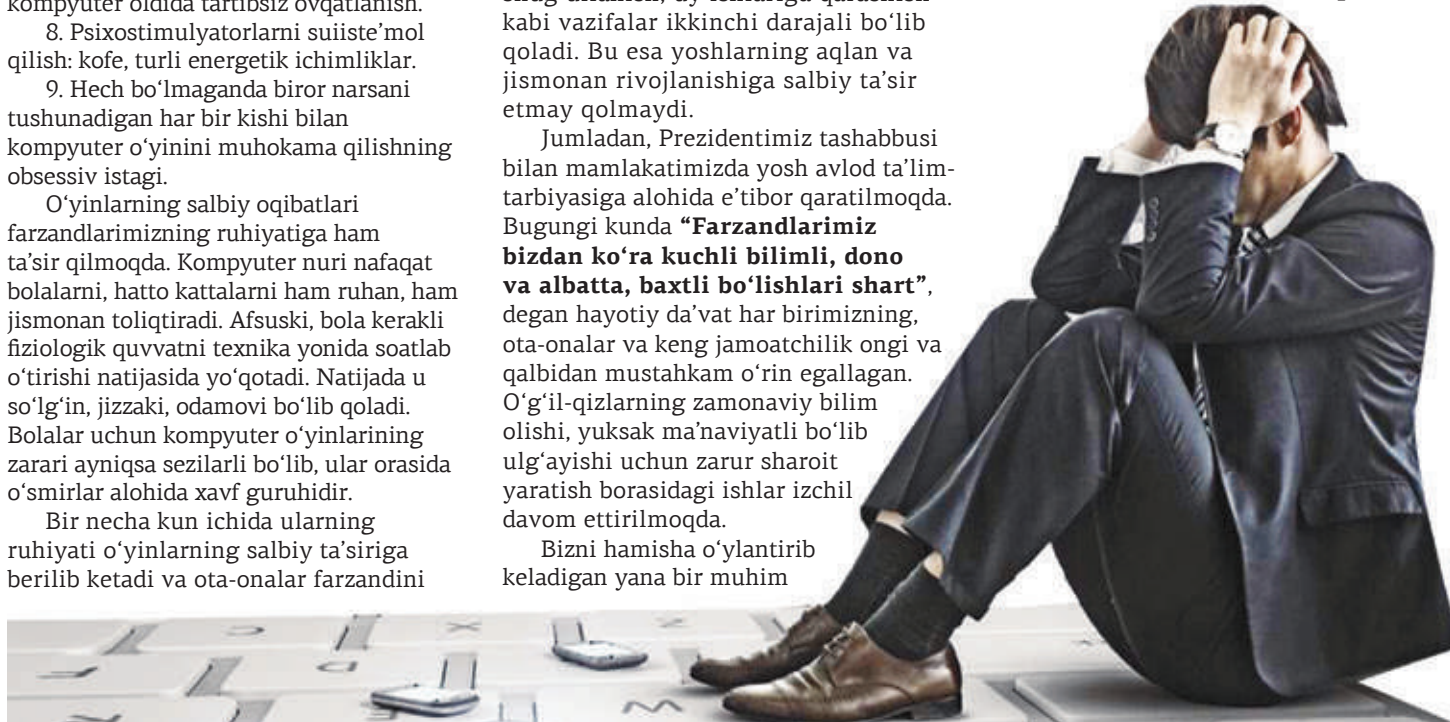 kompyuter oldida tartibsiz ovqatlanish.
8. Psixostimulyatorlarni suiiste’mol
qilish: kofe, turli energetik ichimliklar.
9. Hech bo‘lmaganda biror narsani
tushunadigan har bir kishi bilan
kompyuter o‘yinini muhokama qilishning
obsessiv istagi.
O‘yinlarning salbiy oqibatlari
farzandlarimizning ruhiyatiga ham
ta’sir qilmoqda. Kompyuter nuri nafaqat
bolalarni, hatto kattalarni ham ruhan, ham
jismonan toliqtiradi. Afsuski, bola kerakli
fiziologik quvvatni texnika yonida soatlab
o‘tirishi natijasida yo‘qotadi. Natijada u
so‘lg‘in, jizzaki, odamovi bo‘lib qoladi.
Bolalar uchun kompyuter o‘yinlarining
zarari ayniqsa sezilarli bo‘lib, ular orasida
o‘smirlar alohida xavf guruhidir.
Bir necha kun ichida ularning
ruhiyati o‘yinlarning salbiy ta’siriga
berilib ketadi va ota-onalar farzandini
shug‘ullanish, uy ishlariga qarashish
kabi vazifalar ikkinchi darajali bo‘lib
qoladi. Bu esa yoshlarning aqlan va
jismonan rivojlanishiga salbiy ta’sir
etmay qolmaydi.
Jumladan, Prezidentimiz tashabbusi
bilan mamlakatimizda yosh avlod ta’lim-
tarbiyasiga alohida e’tibor qaratilmoqda.
Bugungi kunda “Farzandlarimiz
bizdan ko‘ra kuchli bilimli, dono
va albatta, baxtli bo‘lishlari shart”,
degan hayotiy da’vat har birimizning,
ota-onalar va keng jamoatchilik ongi va
qalbidan mustahkam o‘rin egallagan.
O‘g‘il-qizlarning zamonaviy bilim
olishi, yuksak ma’naviyatli bo‘lib
ulg‘ayishi uchun zarur sharoit
yaratish borasidagi ishlar izchil
davom ettirilmoqda.
Bizni hamisha o‘ylantirib
keladigan yana bir muhim